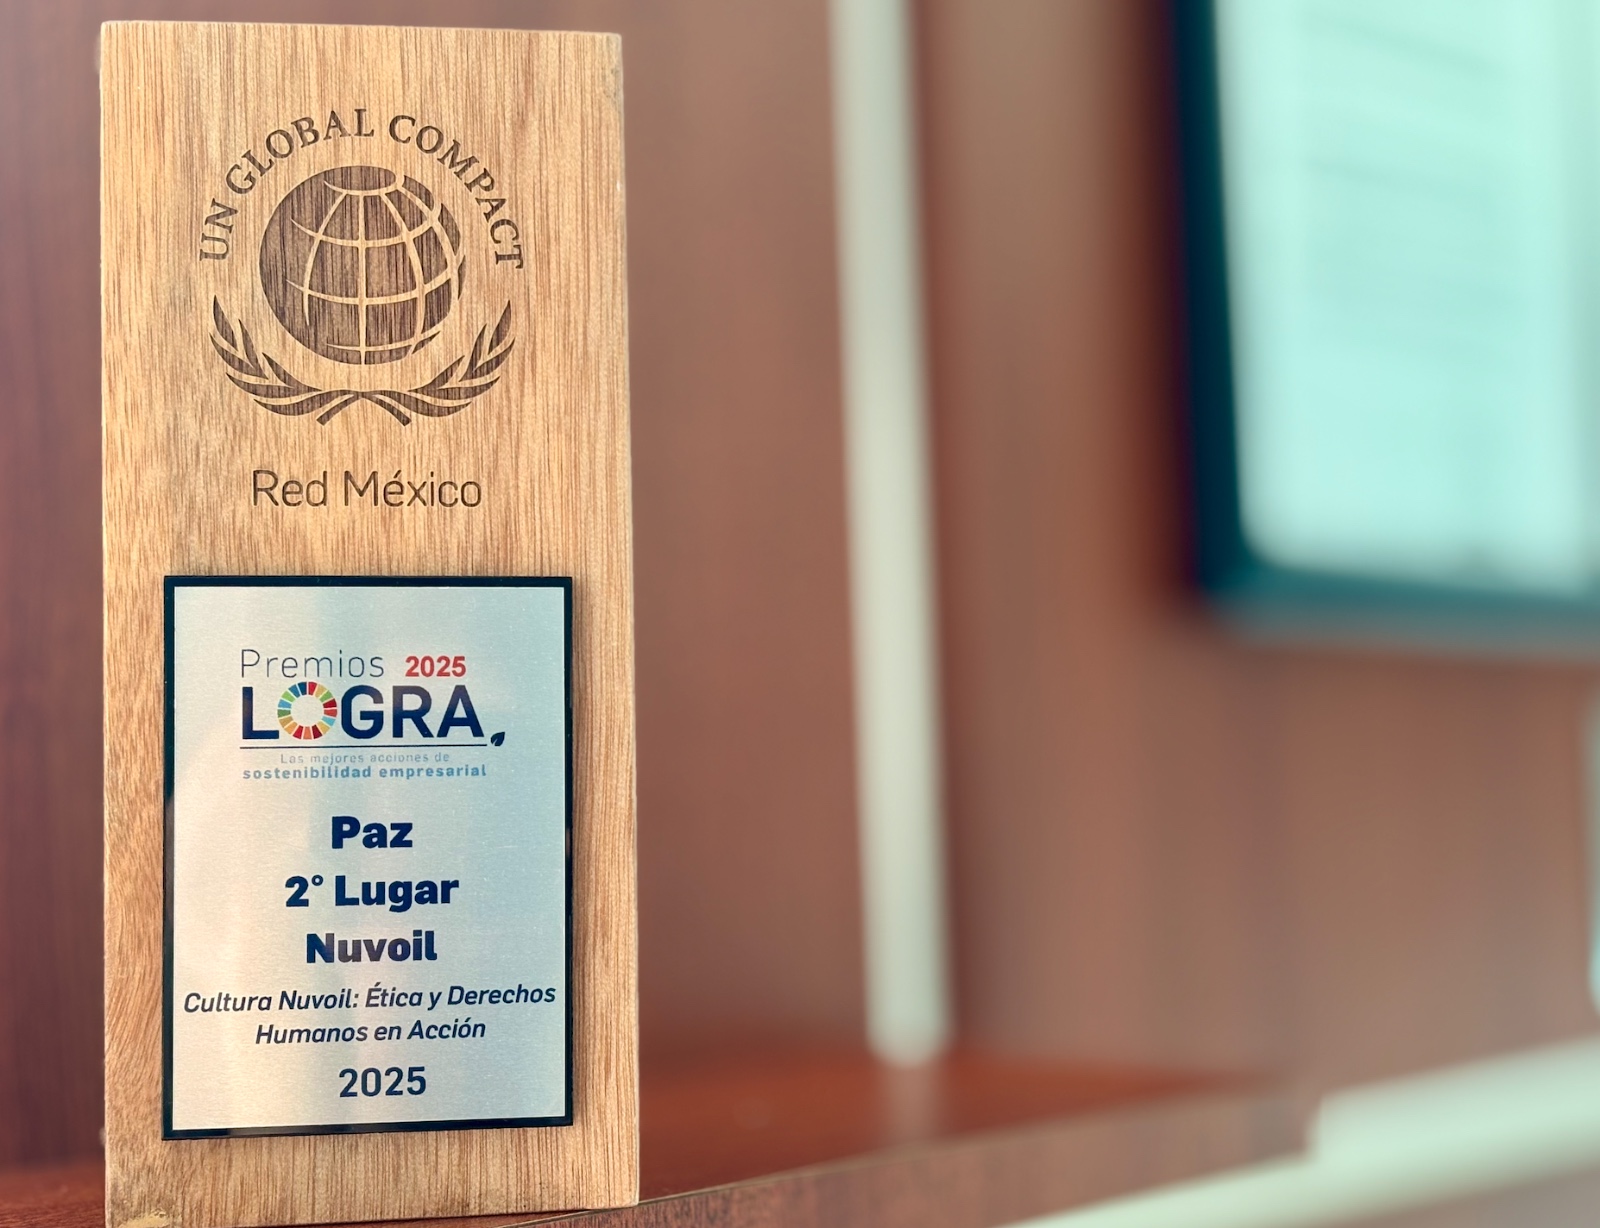 UN GLOBAL COMPACT
Red México
Premios 2025
LOGRA
Las mejores acciones de
sostenibilidad empresarial
Paz
2° Lugar
Nuvoil
Cultura Nuvoil: Ética y Derechos
Humanos en Acción
2025